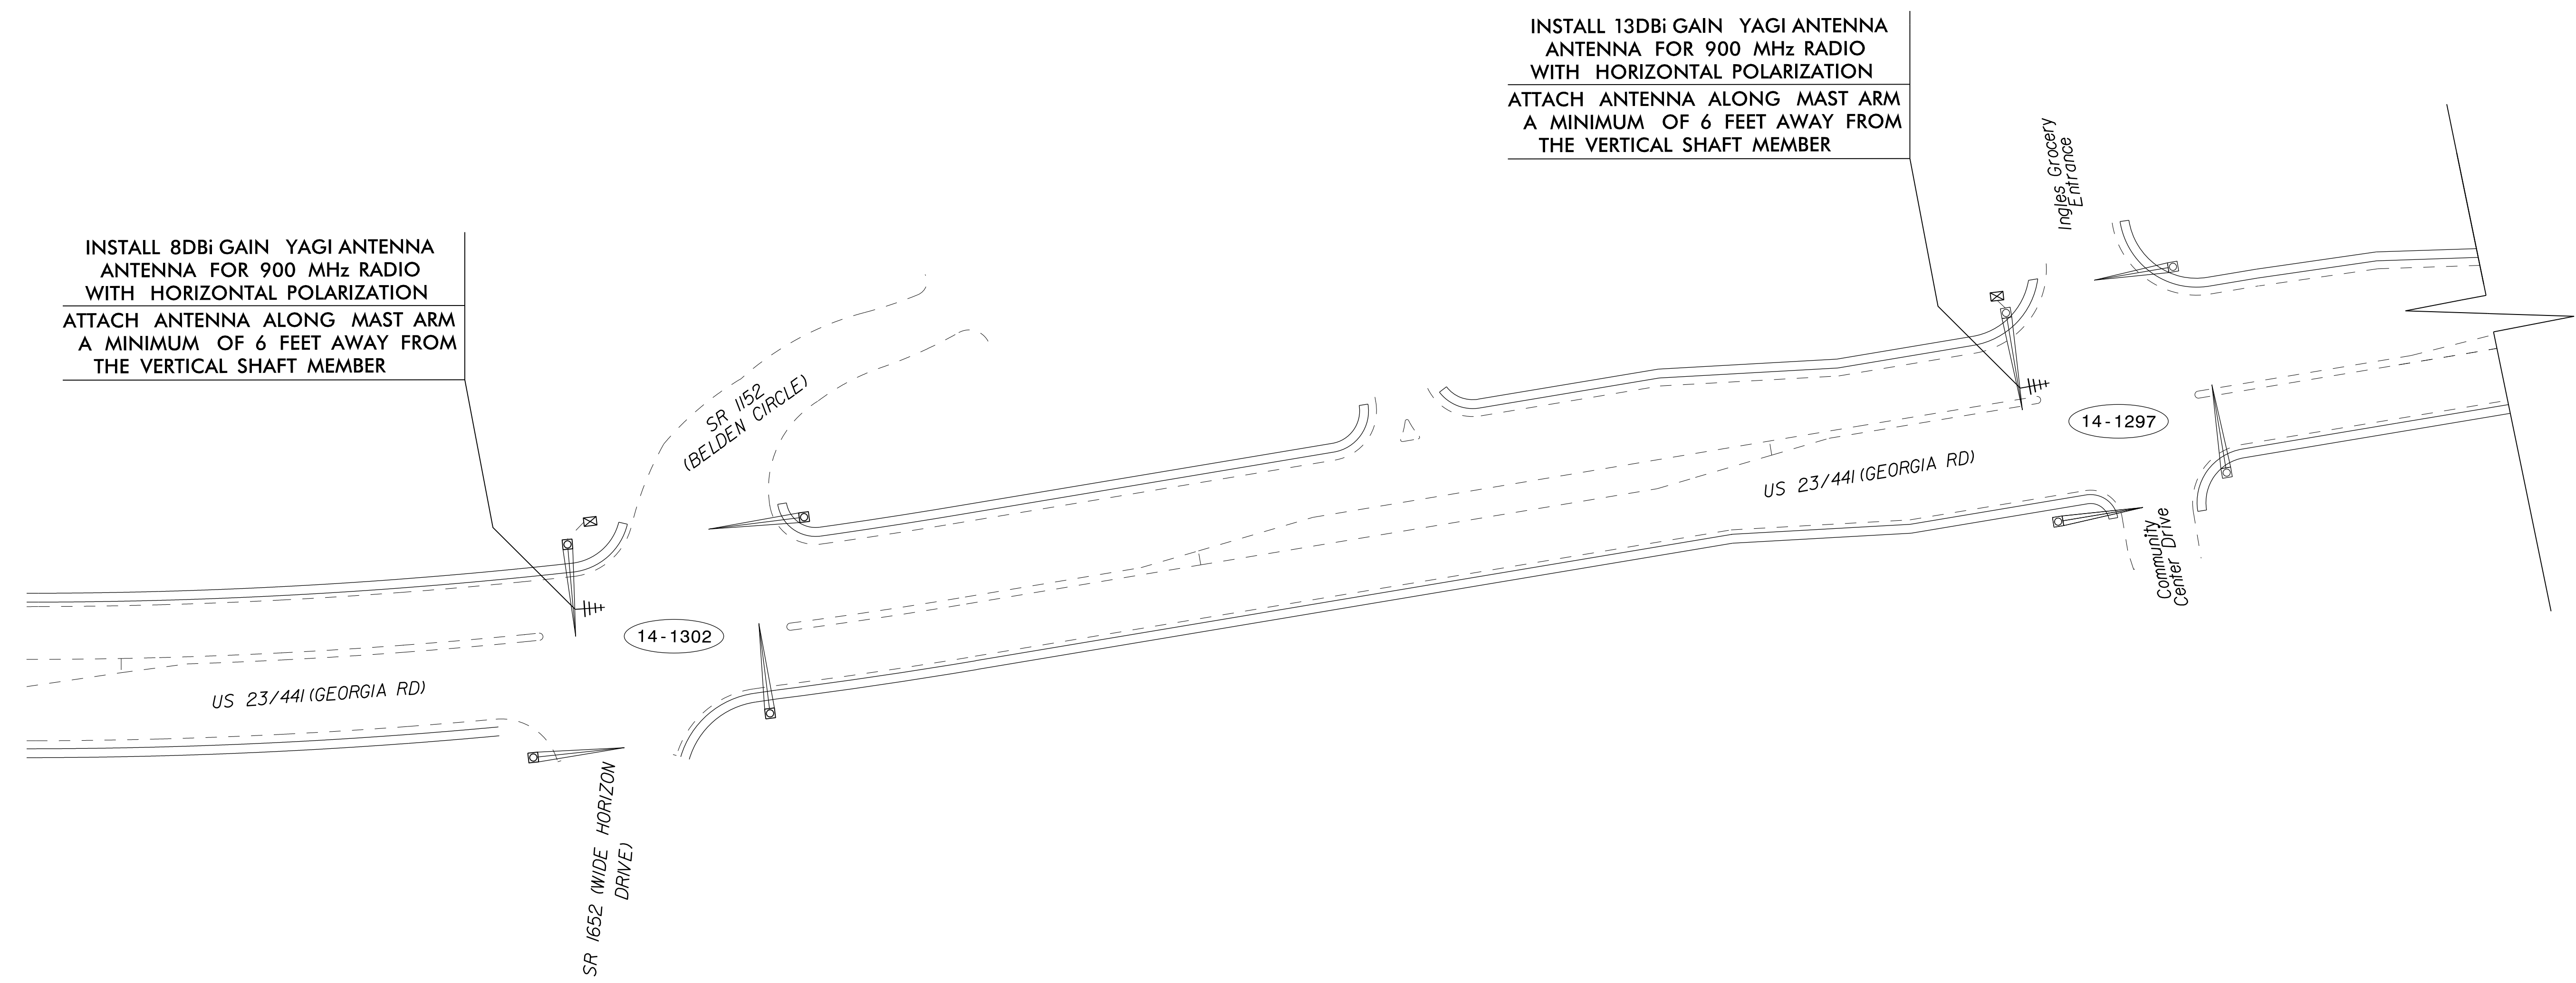 INSTALL 13DBi GAIN YAGI ANTENNA
ANTENNA FOR 900 MHz RADIO
WITH HORIZONTAL POLARIZATION
ATTACH ANTENNA ALONG MAST ARM
A MINIMUM OF 6 FEET AWAY FROM
THE VERTICAL SHAFT MEMBER
Ingles Grocery
Entrance
INSTALL 8DBi GAIN YAGI ANTENNA
ANTENNA FOR 900 MHz RADIO
WITH HORIZONTAL POLARIZATION
ATTACH ANTENNA ALONG MAST ARM
A MINIMUM OF 6 FEET AWAY FROM
THE VERTICAL SHAFT MEMBER
SR 1152
(BELDEN CIRCLE)
14-1297
US 23/441 (GEORGIA RD)
Community
Center Drive
14-1302
US 23/441 (GEORGIA RD)
SR 1652 (WIDE HORIZON
DRIVE)